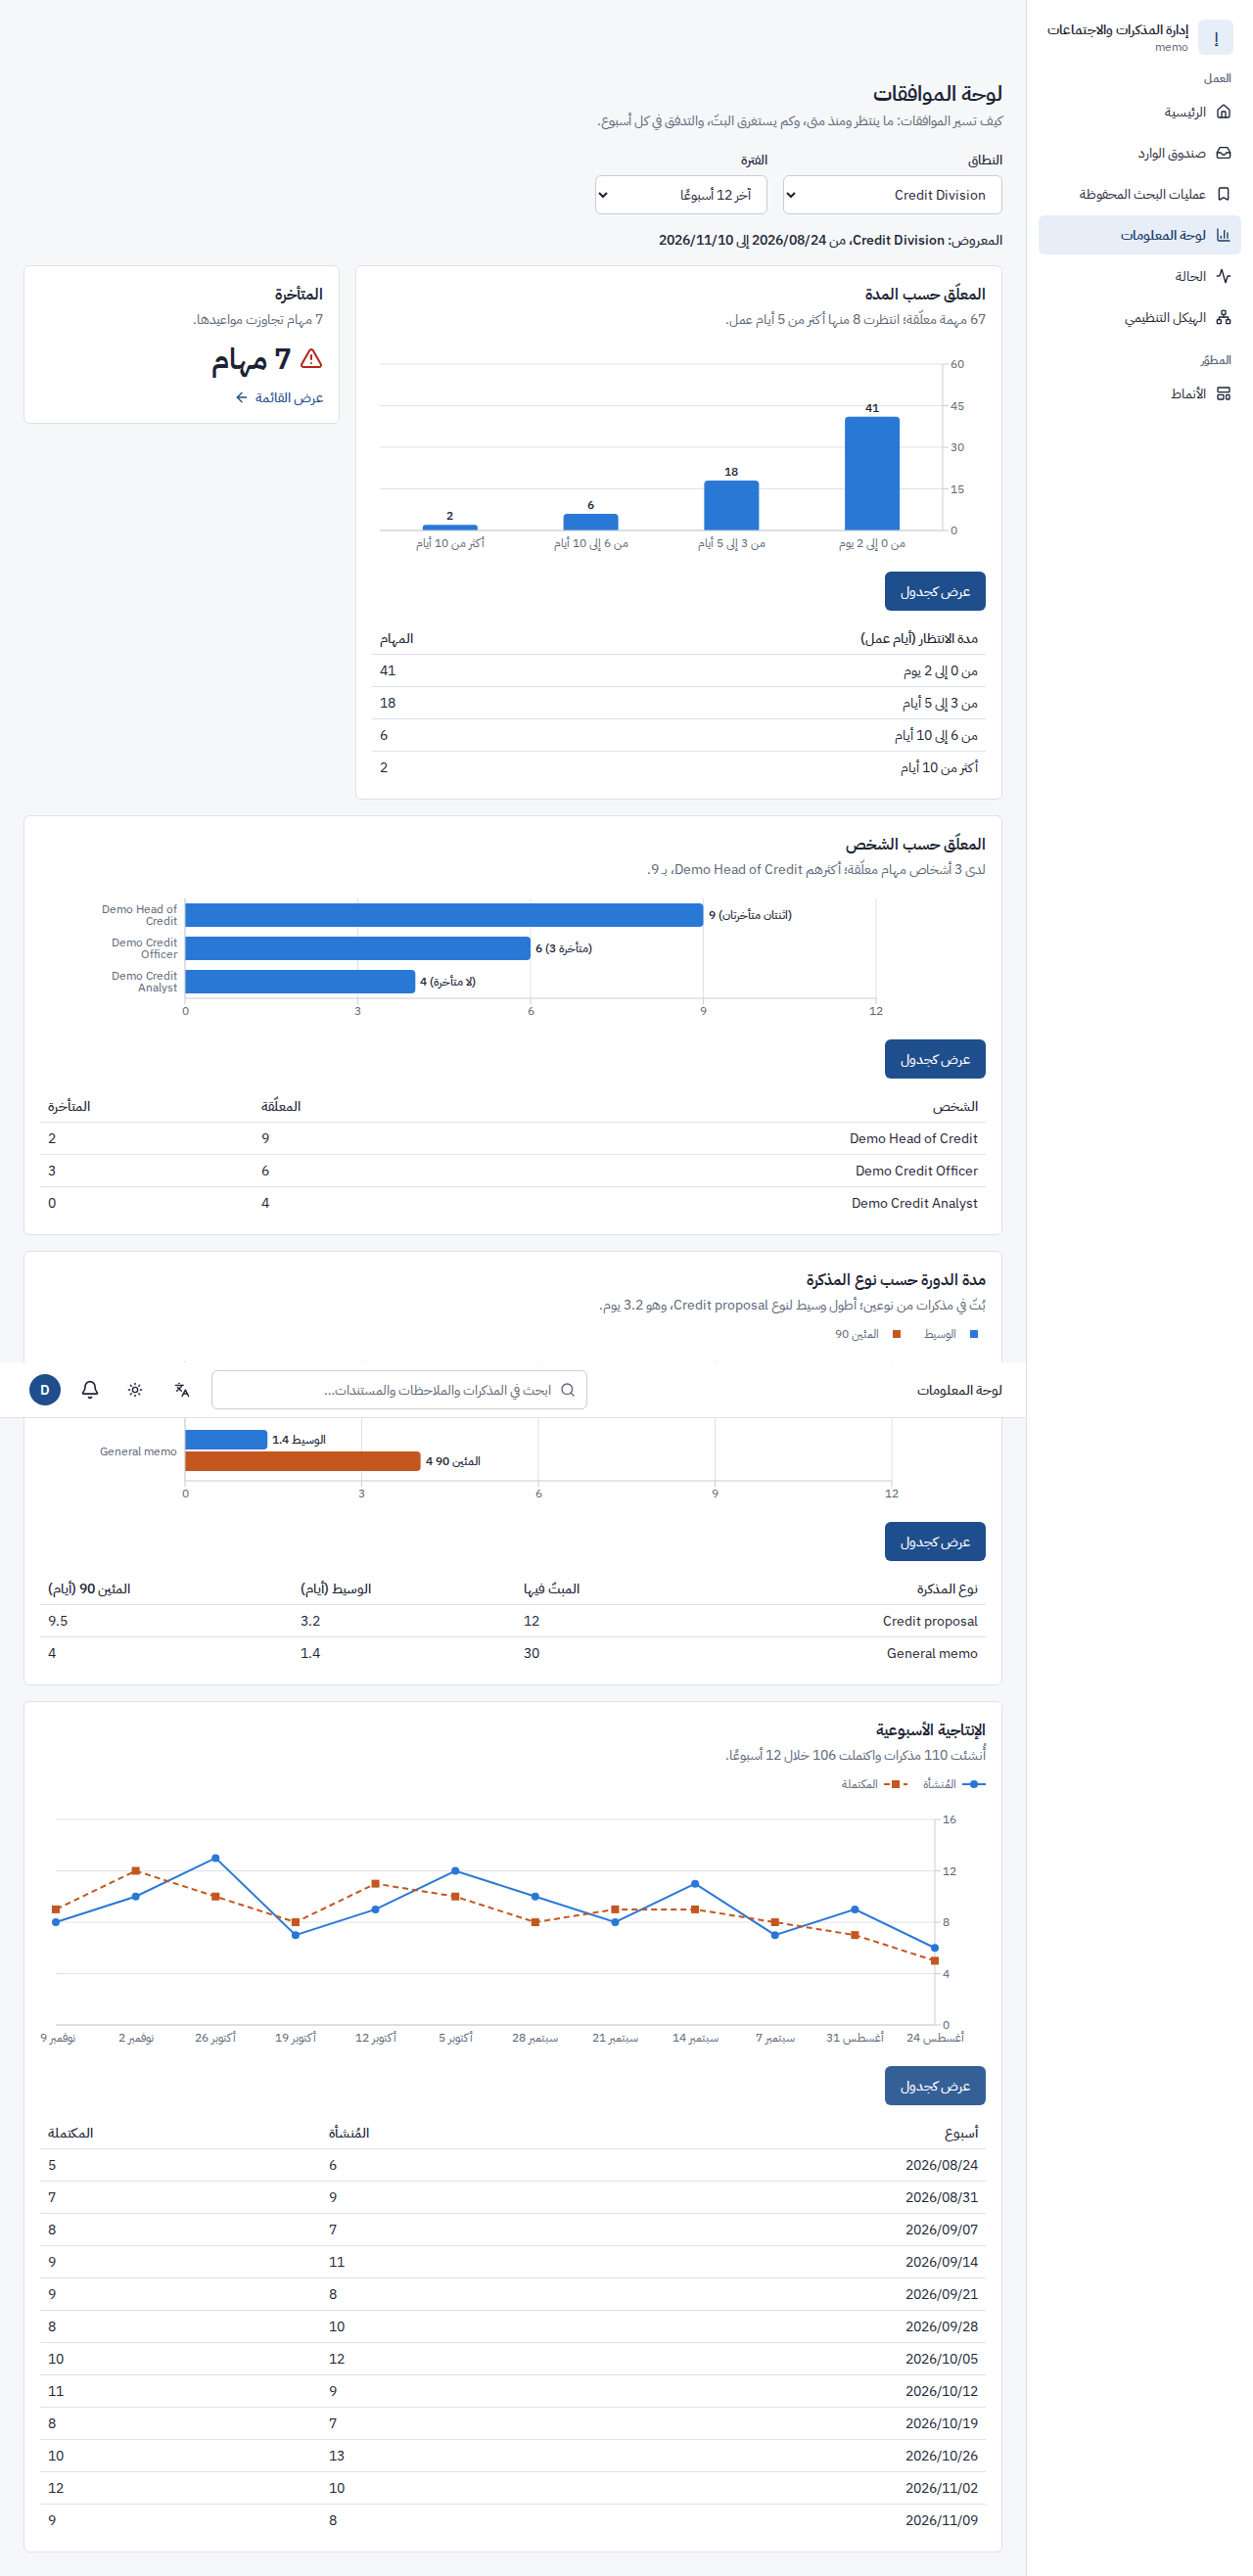 إدارة المذكرات والاجتماعات
إ
memo
العمل
الرئيسية
صندوق الوارد
عمليات البحث المحفوظة
لوحة المعلومات
الحالة
الهيكل التنظيمي
المطوّر
الأنماط
لوحة الموافقات
كيف تسير الموافقات: ما ينتظر ومنذ متى، وكم يستغرق البتّ، والتدفق في كل أسبوع.
النطاق
الفترة
Credit Division
آخر 12 أسبوعًا
المعروض: Credit Division، من 2026/08/24 إلى 2026/11/10
المعلّق حسب المدة
67 مهمة معلّقة؛ انتظرت 8 منها أكثر من 5 أيام عمل.
60
45
30
15
0
41
18
6
2
من 0 إلى 2 يوم
من 3 إلى 5 أيام
من 6 إلى 10 أيام
أكثر من 10 أيام
عرض كجدول
مدة الانتظار (أيام عمل) المهام
من 0 إلى 2 يوم 41
من 3 إلى 5 أيام 18
من 6 إلى 10 أيام 6
أكثر من 10 أيام 2
المتأخرة
7 مهام تجاوزت مواعيدها.
7 مهام
عرض القائمة
المعلّق حسب الشخص
لدى 3 أشخاص مهام معلّقة؛ أكثرهم Demo Head of Credit، بـ 9.
Demo Head of
Credit
9 (اثنتان متأخرتان)
Demo Credit
Officer
6 (3 متأخرة)
Demo Credit
Analyst
4 (لا متأخرة)
0 3 6 9 12
عرض كجدول
الشخص المعلّقة المتأخرة
Demo Head of Credit 9 2
Demo Credit Officer 6 3
Demo Credit Analyst 4 0
مدة الدورة حسب نوع المذكرة
بُتّ في مذكرات من نوعين؛ أطول وسيط لنوع Credit proposal، وهو 3.2 يوم.
الوسيط المئين 90
لوحة المعلومات
ابحث في المذكرات والملاحظات والمستندات...
D
General memo
الوسيط 1.4
المئين 90 4
0 3 6 9 12
عرض كجدول
نوع المذكرة المبتّ فيها الوسيط (أيام) المئين 90 (أيام)
Credit proposal 12 3.2 9.5
General memo 30 1.4 4
الإنتاجية الأسبوعية
أُنشئت 110 مذكرات واكتملت 106 خلال 12 أسبوعًا.
المُنشأة المكتملة
16
12
8
4
0
24 أغسطس
31 أغسطس
7 سبتمبر
14 سبتمبر
21 سبتمبر
28 سبتمبر
5 أكتوبر
12 أكتوبر
19 أكتوبر
26 أكتوبر
2 نوفمبر
9 نوفمبر
عرض كجدول
أسبوع المُنشأة المكتملة
2026/08/24 6 5
2026/08/31 9 7
2026/09/07 7 8
2026/09/14 11 9
2026/09/21 8 9
2026/09/28 10 8
2026/10/05 12 10
2026/10/12 9 11
2026/10/19 7 8
2026/10/26 13 10
2026/11/02 10 12
2026/11/09 8 9